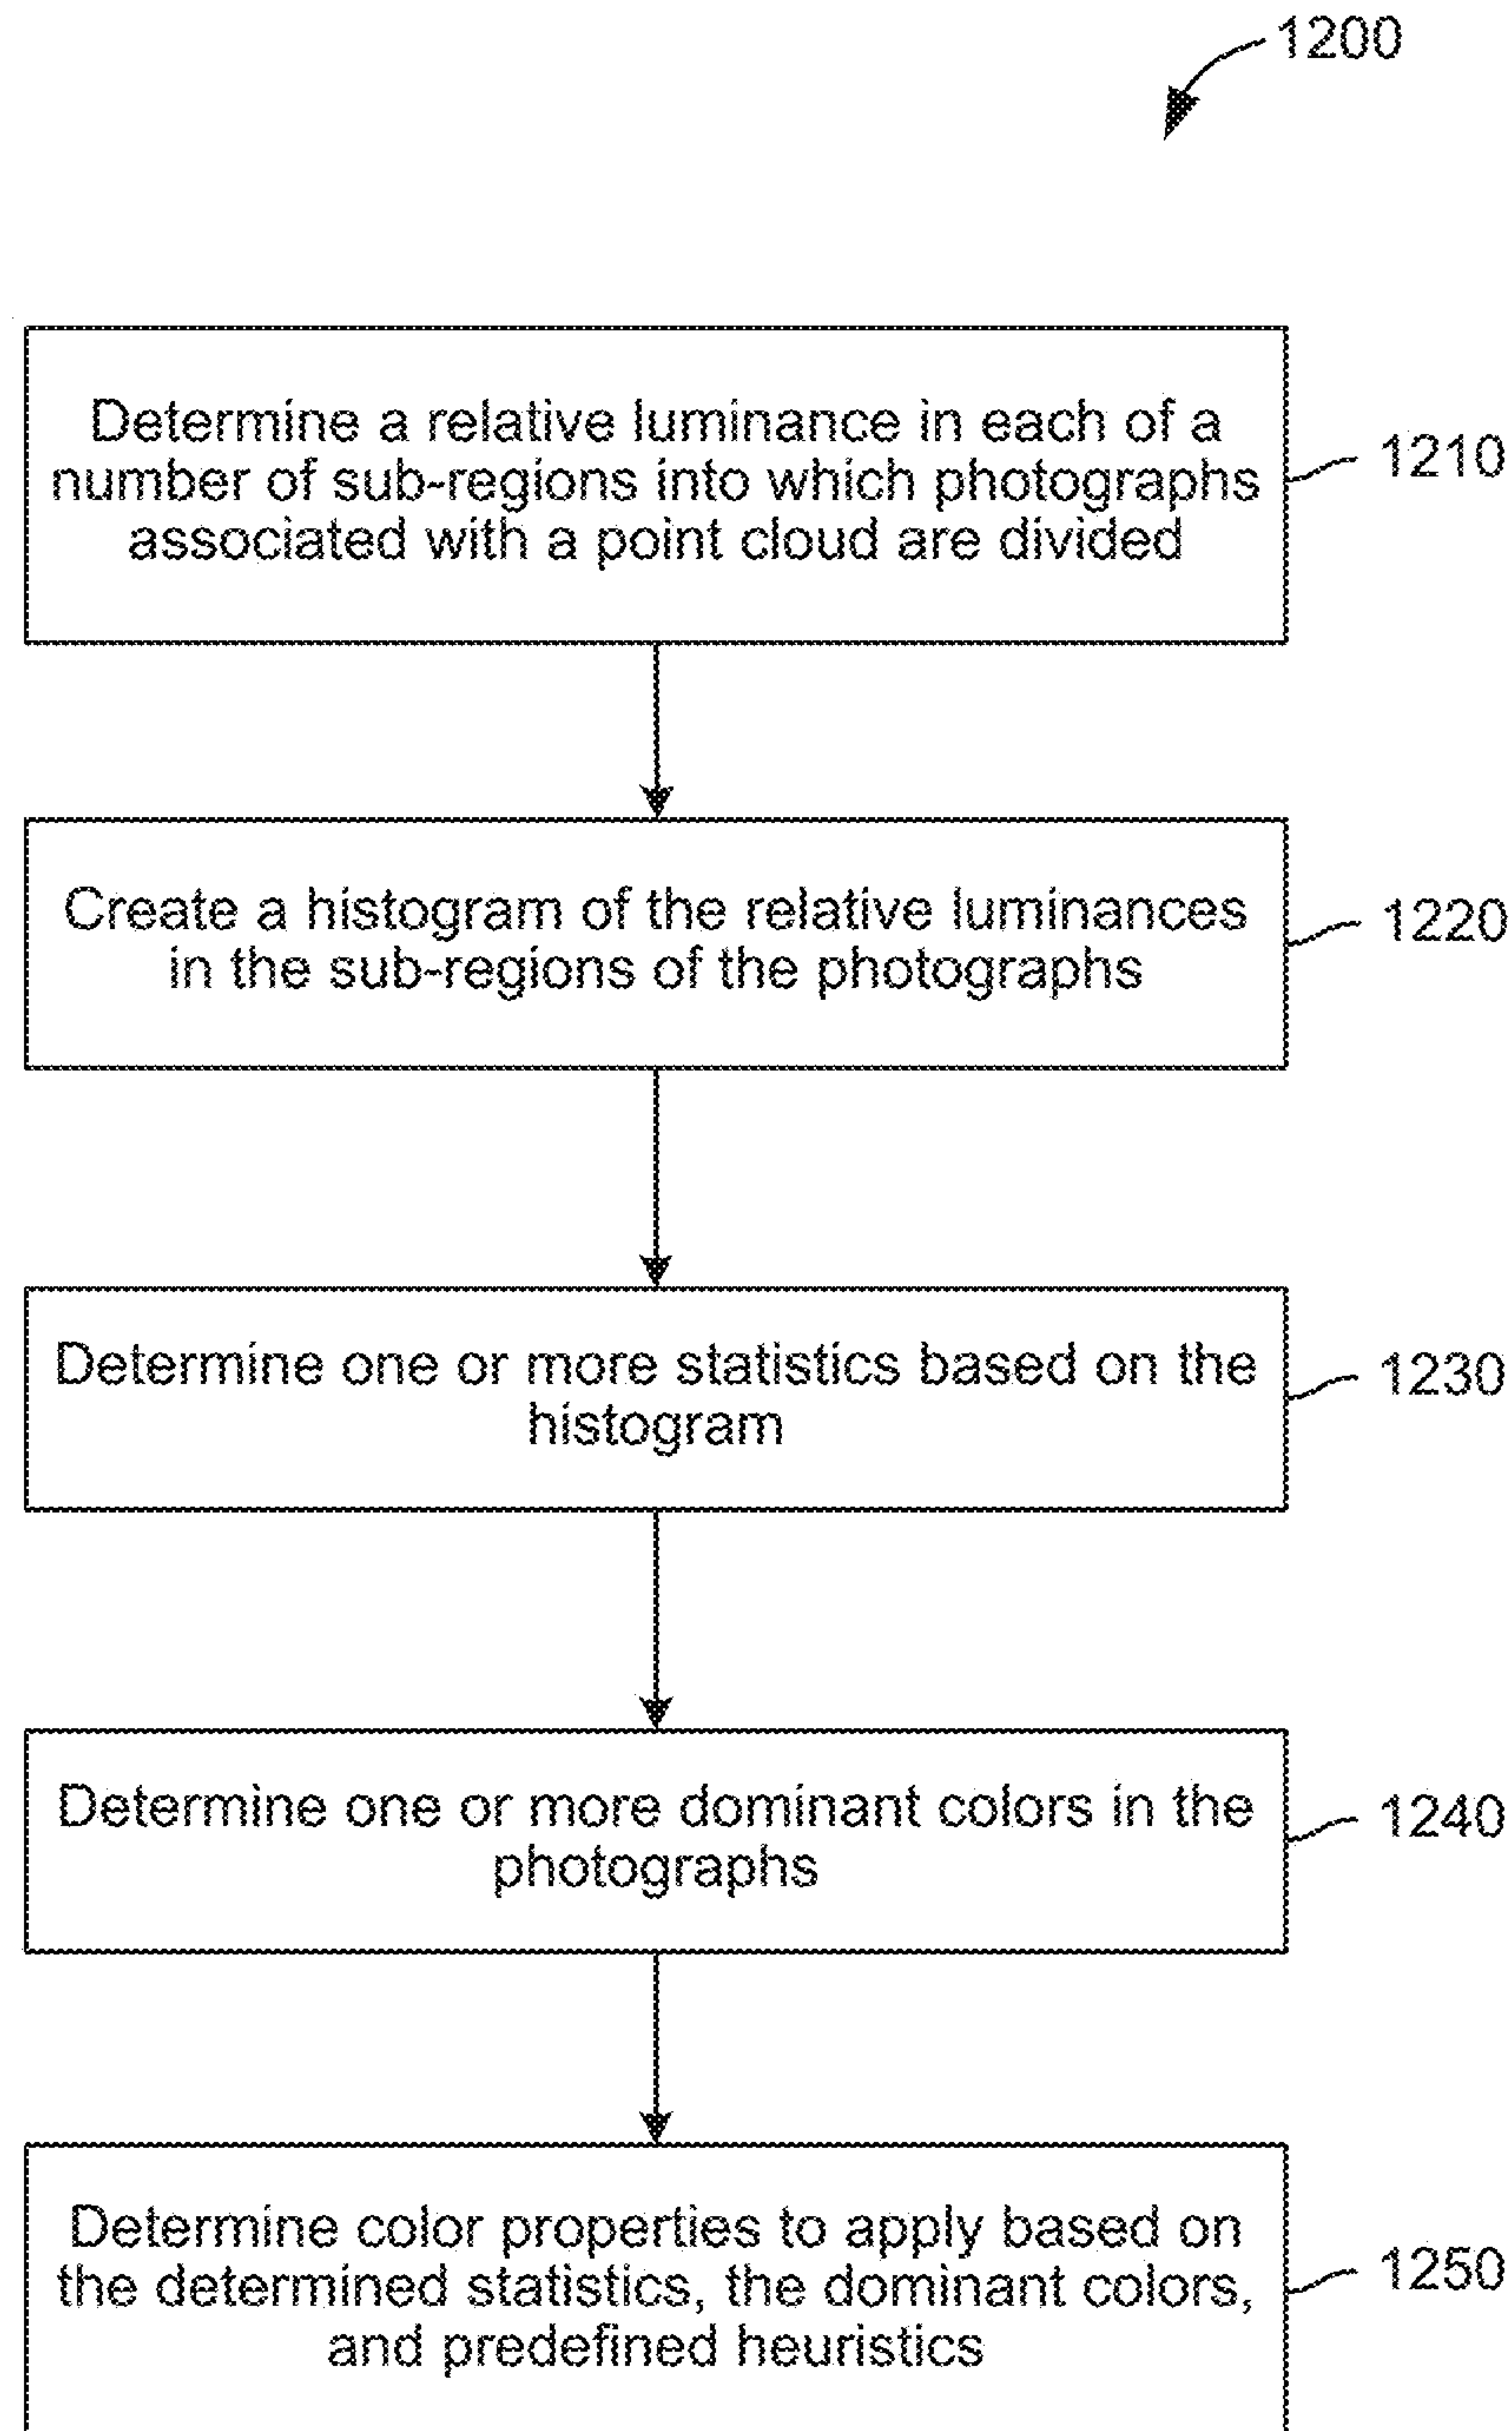 1200
Determine a relative luminance in each of a
number of sub-regions into which photographs
associated with a point cloud are divided
1210
Create a histogram of the relative luminances
in the sub-regions of the photographs
1220
Determine one or more statistics based on the
histogram
1230
Determine one or more dominant colors in the
photographs
1240
Determine color properties to apply based on
the determined statistics, the dominant colors,
and predefined heuristics
1250